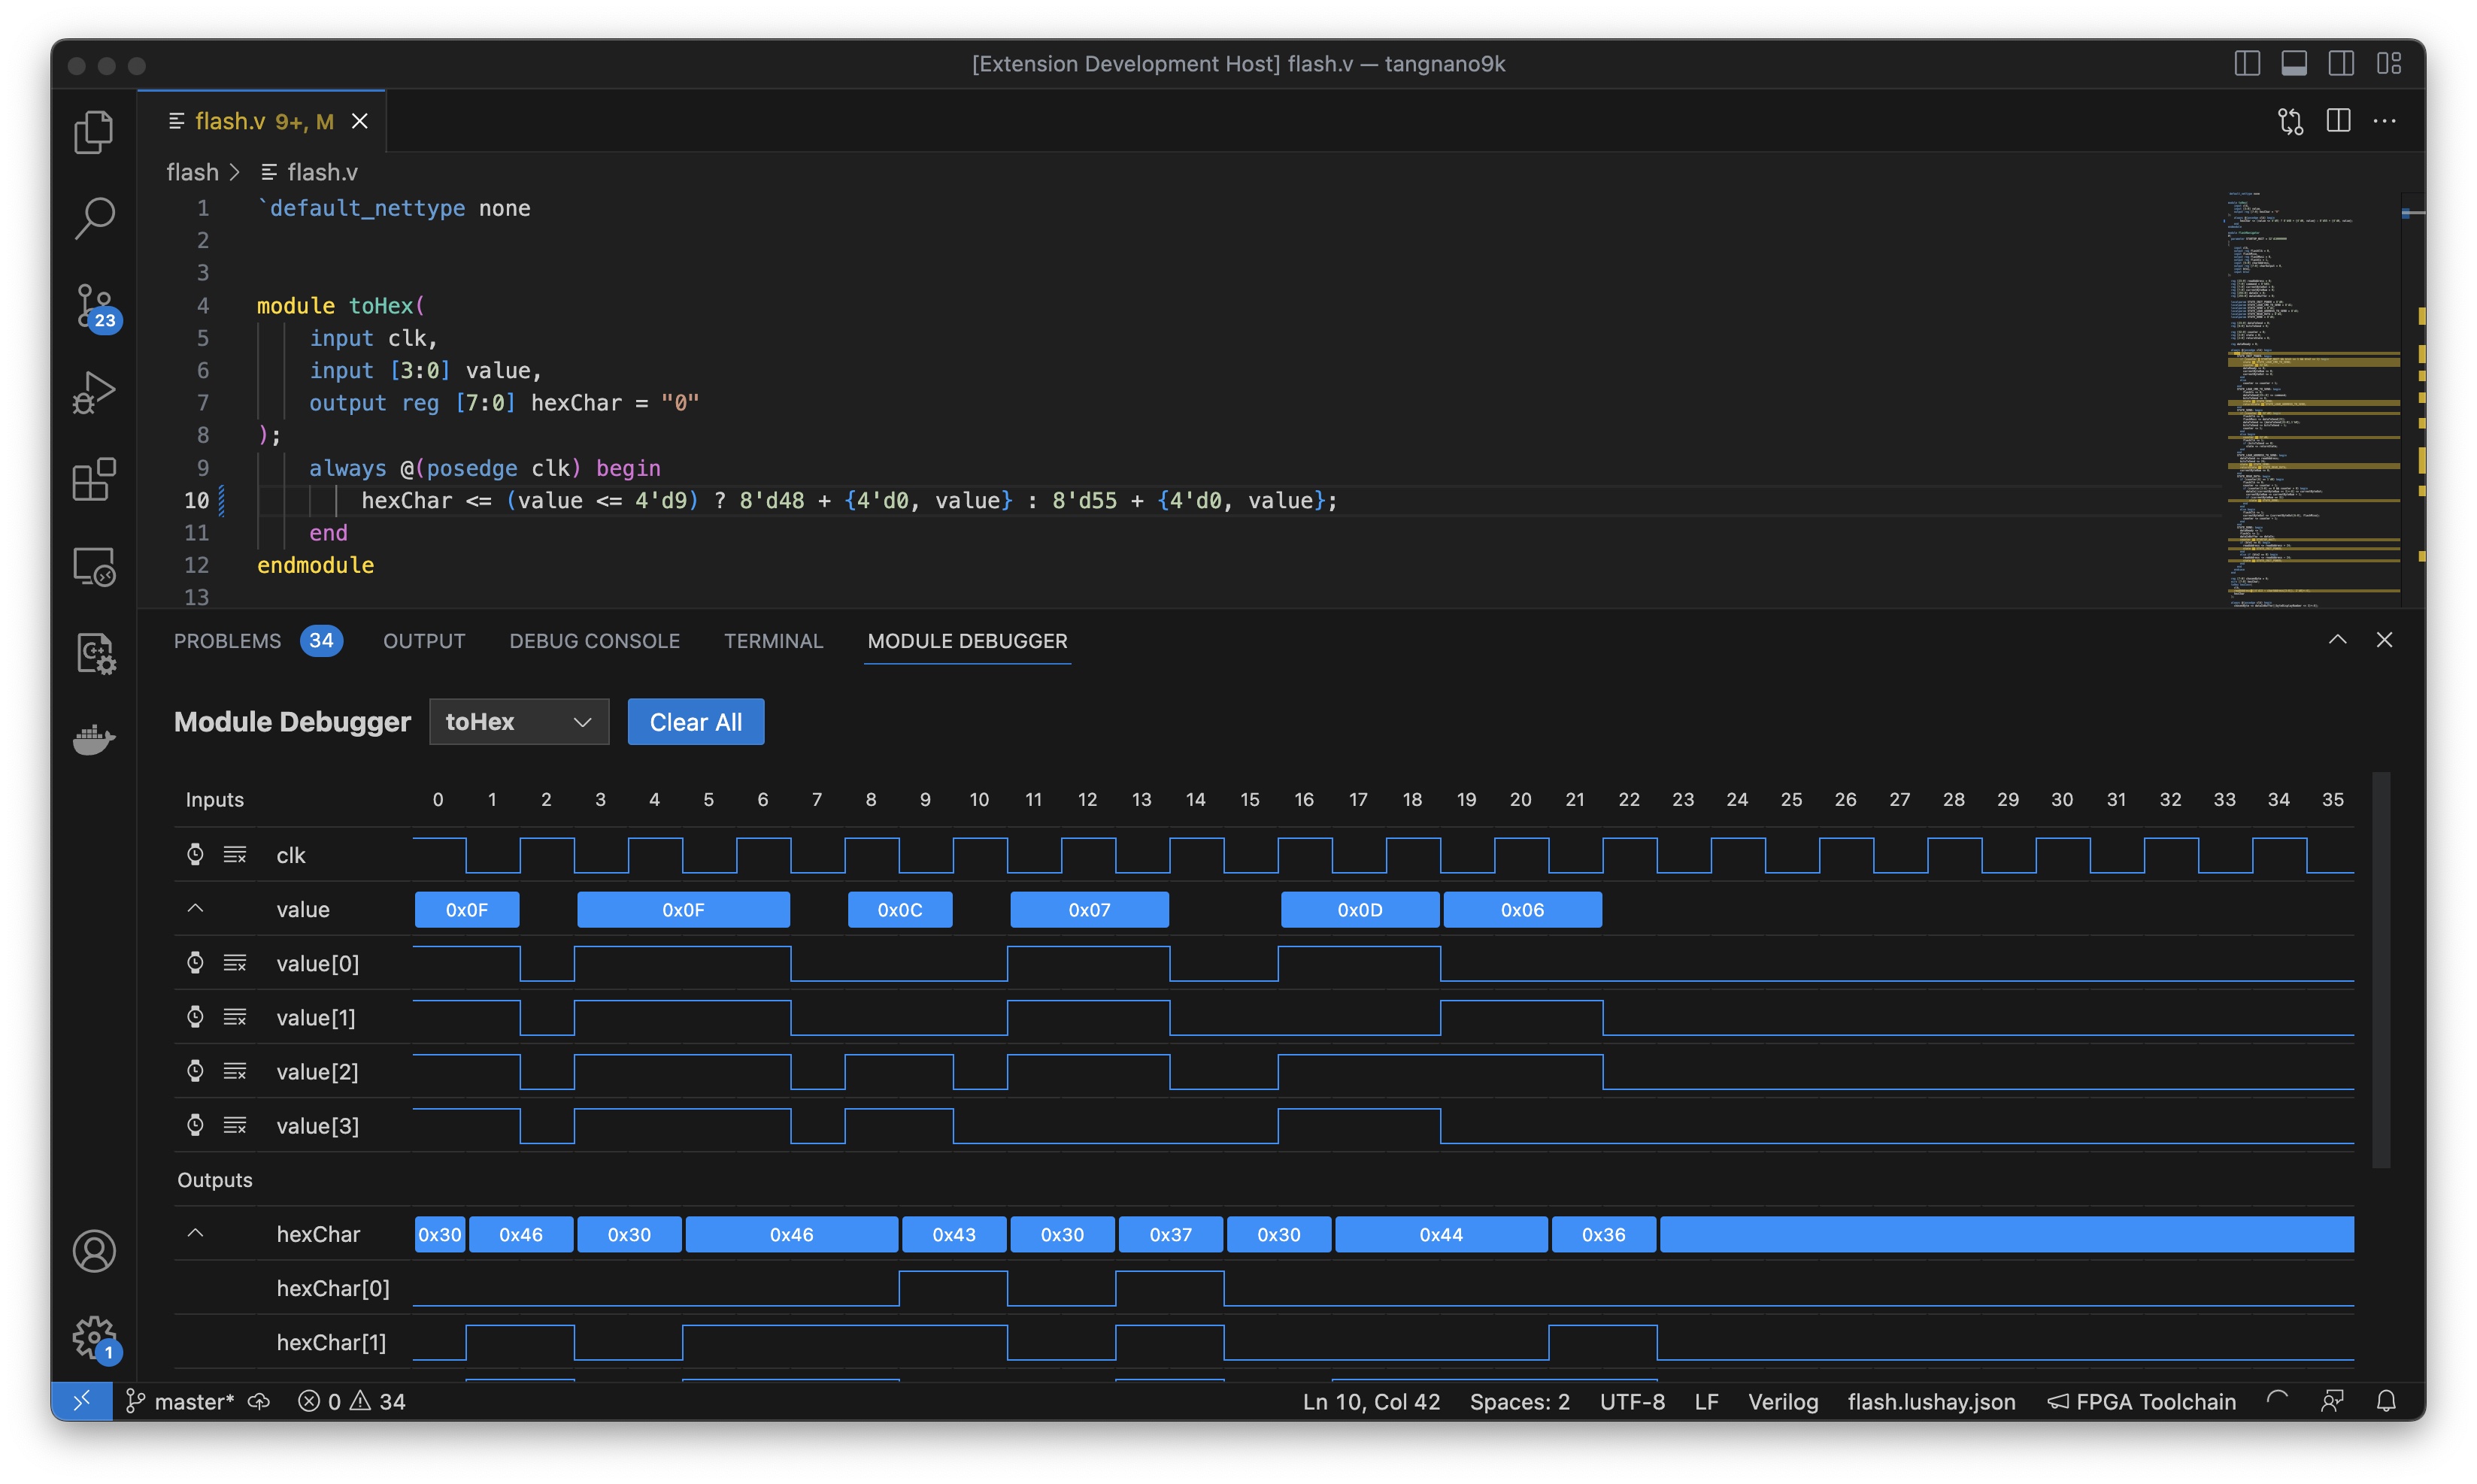 [Extension Development Host] flash.v — tangnano9k
flash.v 9+, M
flash > flash.v
1 `default_nettype none
2
3
4 module toHex(
5 input clk,
6 input [3:0] value,
7 output reg [7:0] hexChar = "0"
8 );
9 always @(posedge clk) begin
10 hexChar <= (value <= 4'd9) ? 8'd48 + {4'd0, value} : 8'd55 + {4'd0, value};
11 end
12 endmodule
13
23
PROBLEMS 34 OUTPUT DEBUG CONSOLE TERMINAL MODULE DEBUGGER
Module Debugger toHex Clear All
Inputs 0 1 2 3 4 5 6 7 8 9 10 11 12 13 14 15 16 17 18 19 20 21 22 23 24 25 26 27 28 29 30 31 32 33 34 35
clk
value 0x0F 0x0F 0x0C 0x07 0x0D 0x06
value[0]
value[1]
value[2]
value[3]
Outputs
hexChar 0x30 0x46 0x30 0x46 0x43 0x30 0x37 0x30 0x44 0x36
hexChar[0]
hexChar[1]
1
master* 0 34 Ln 10, Col 42 Spaces: 2 UTF-8 LF Verilog flash.lushay.json FPGA Toolchain